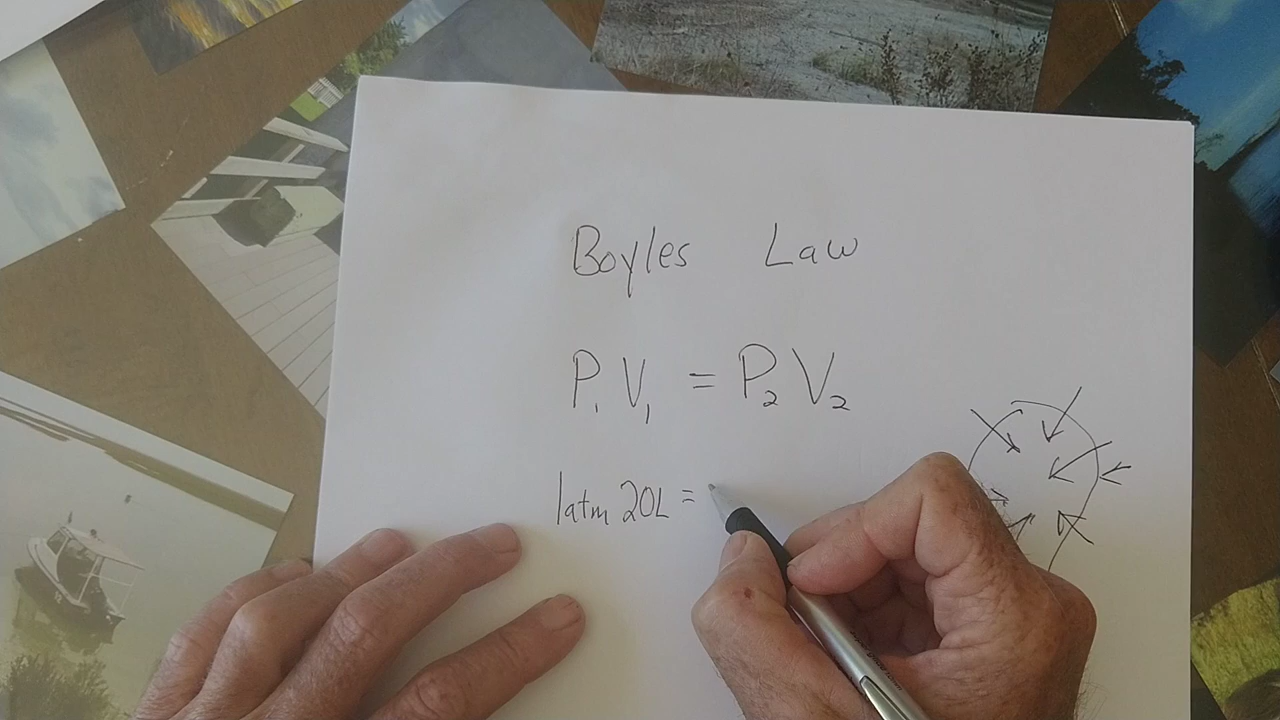 Boyles Law
P₁ V₁ = P₂ V₂
1atm 20L =